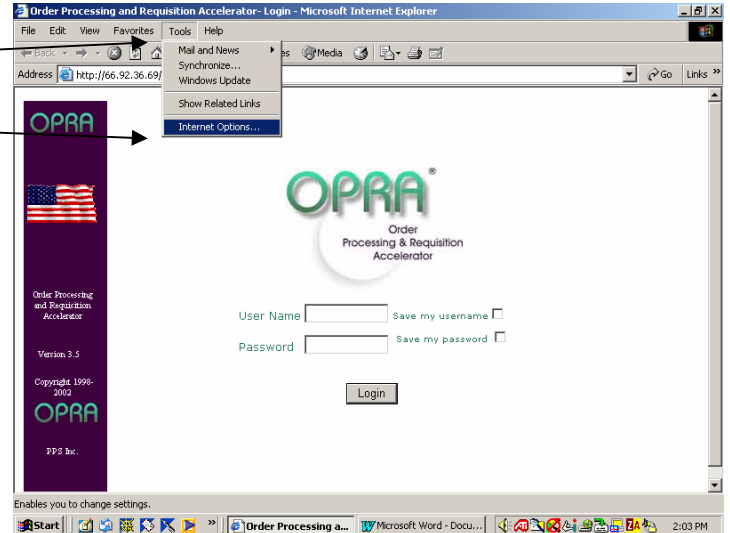 Order Processing and Requisition Accelerator- Login - Microsoft Internet Explorer
File Edit View Favorites Tools Help
Back Media
Mail and News
Synchronize...
Windows Update
Show Related Links
Internet Options...
Address http://66.92.36.69/ Go Links »
OPRA
OPRA®
Order
Processing & Requisition
Accelerator
Order Processing
and Requisition
Accelerator
Version 3.5
Copyright 1998-
2002
OPRA
PPS Inc.
User Name Save my username
Password Save my password
Login
Enables you to change settings.
Start » Order Processing a... Microsoft Word - Docu... 2:03 PM